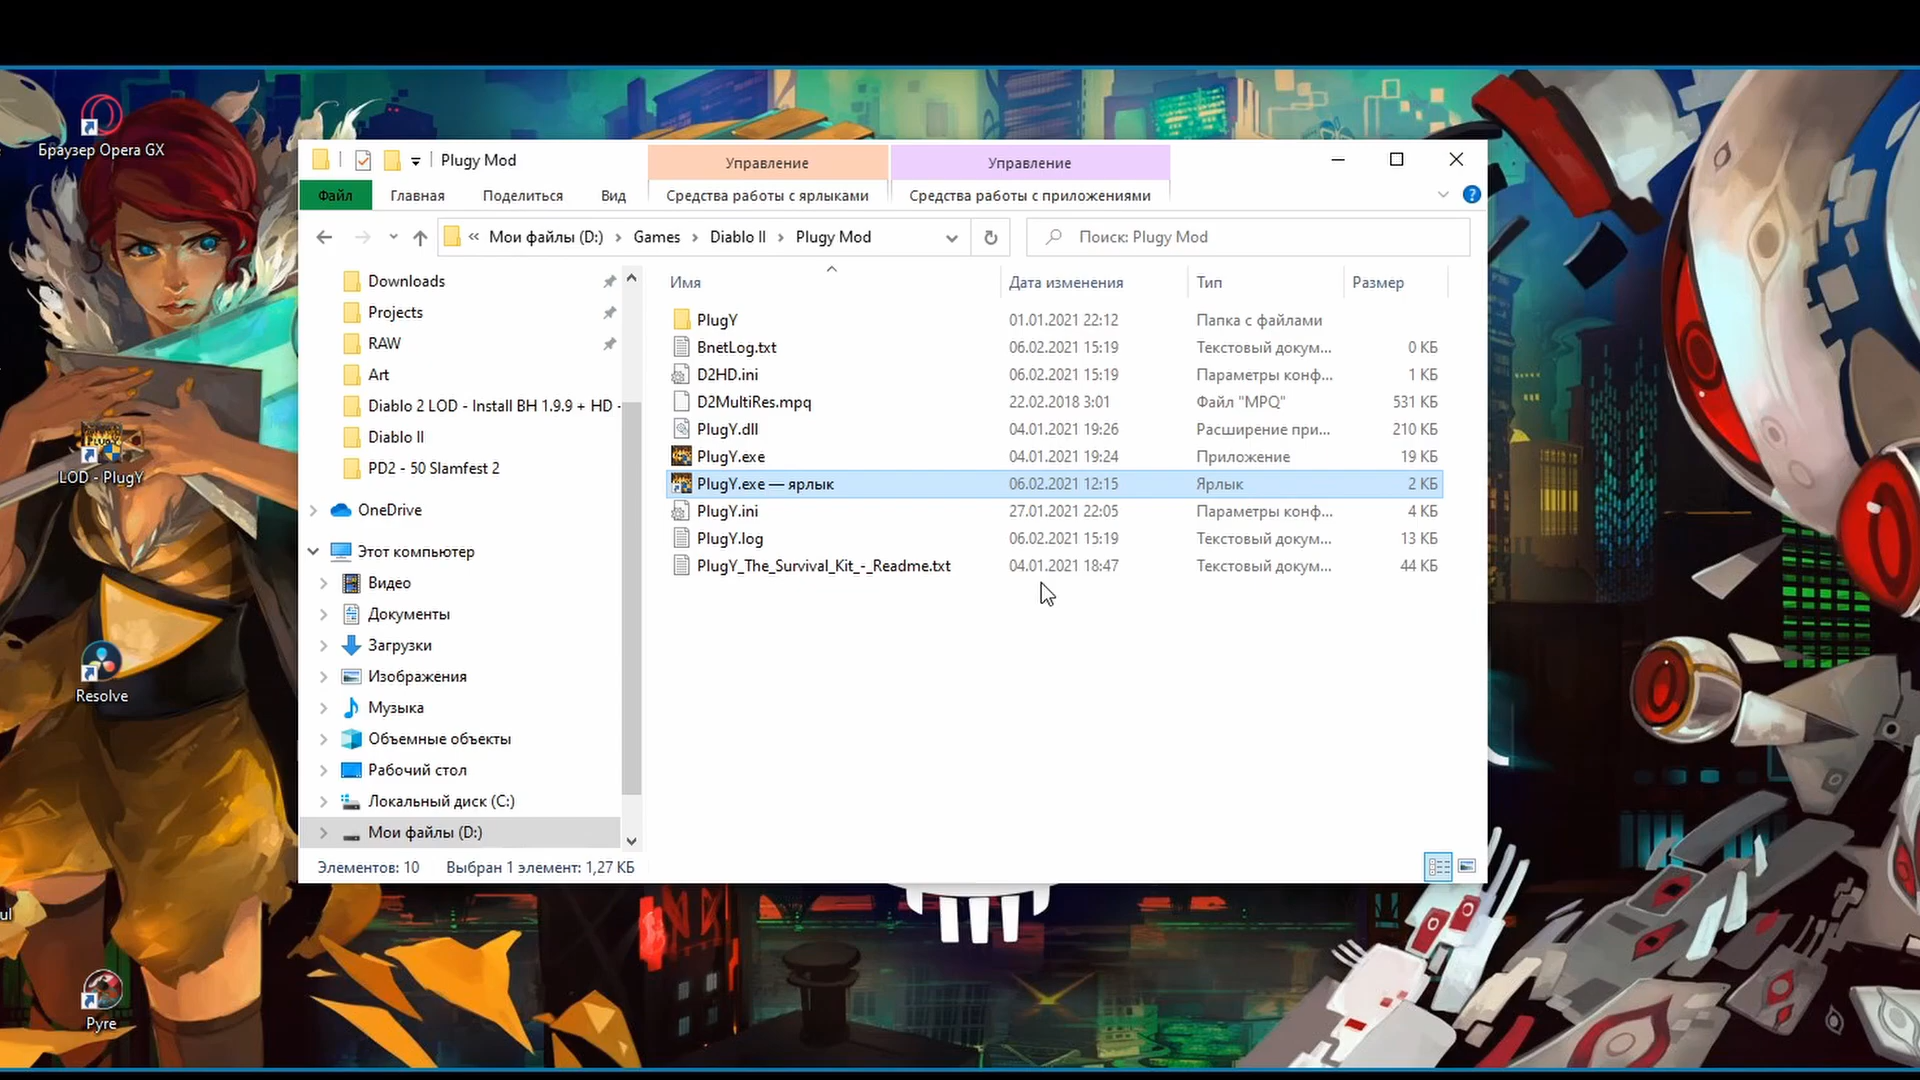 Браузер Opera GX
LOD - PlugY
Resolve
Pyre
Plugy Mod
Управление
Управление
Файл
Главная
Поделиться
Вид
Средства работы с ярлыками
Средства работы с приложениями
« Мои файлы (D:) › Games › Diablo II › Plugy Mod
Поиск: Plugy Mod
Downloads
Projects
RAW
Art
Diablo 2 LOD - Install BH 1.9.9 + HD -
Diablo II
PD2 - 50 Slamfest 2
OneDrive
Этот компьютер
Видео
Документы
Загрузки
Изображения
Музыка
Объемные объекты
Рабочий стол
Локальный диск (C:)
Мои файлы (D:)
Имя Дата изменения Тип Размер
PlugY 01.01.2021 22:12 Папка с файлами
BnetLog.txt 06.02.2021 15:19 Текстовый докум... 0 КБ
D2HD.ini 06.02.2021 15:19 Параметры конф... 1 КБ
D2MultiRes.mpq 22.02.2018 3:01 Файл "MPQ" 531 КБ
PlugY.dll 04.01.2021 19:26 Расширение при... 210 КБ
PlugY.exe 04.01.2021 19:24 Приложение 19 КБ
PlugY.exe — ярлык 06.02.2021 12:15 Ярлык 2 КБ
PlugY.ini 27.01.2021 22:05 Параметры конф... 4 КБ
PlugY.log 06.02.2021 15:19 Текстовый докум... 13 КБ
PlugY_The_Survival_Kit_-_Readme.txt 04.01.2021 18:47 Текстовый докум... 44 КБ
Элементов: 10 Выбран 1 элемент: 1,27 КБ